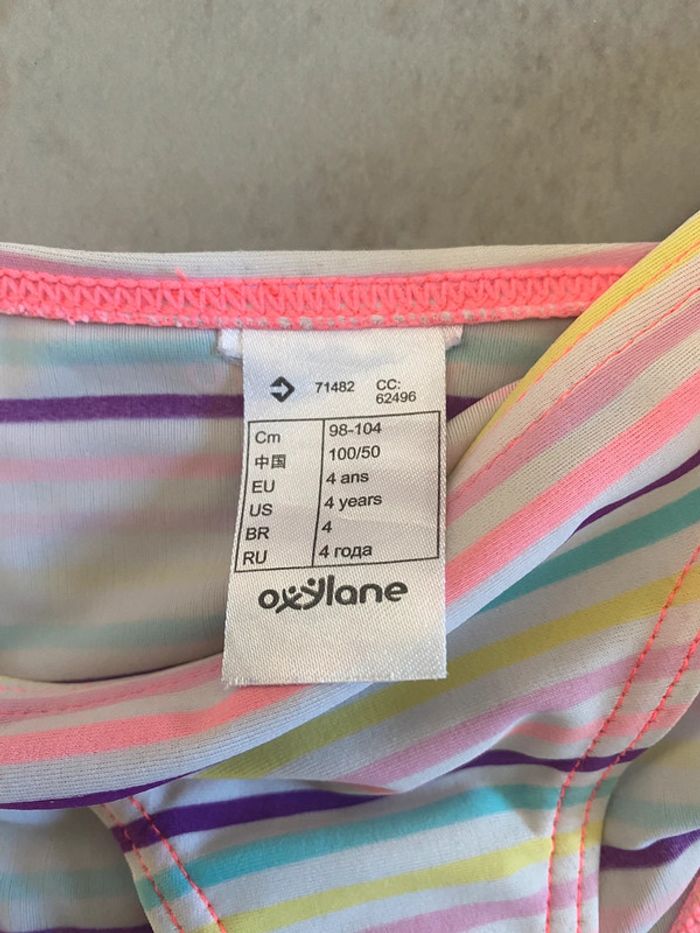 71482 CC:
62496
Cm 98-104
中国 100/50
EU 4 ans
US 4 years
BR 4
RU 4 года
oxylane